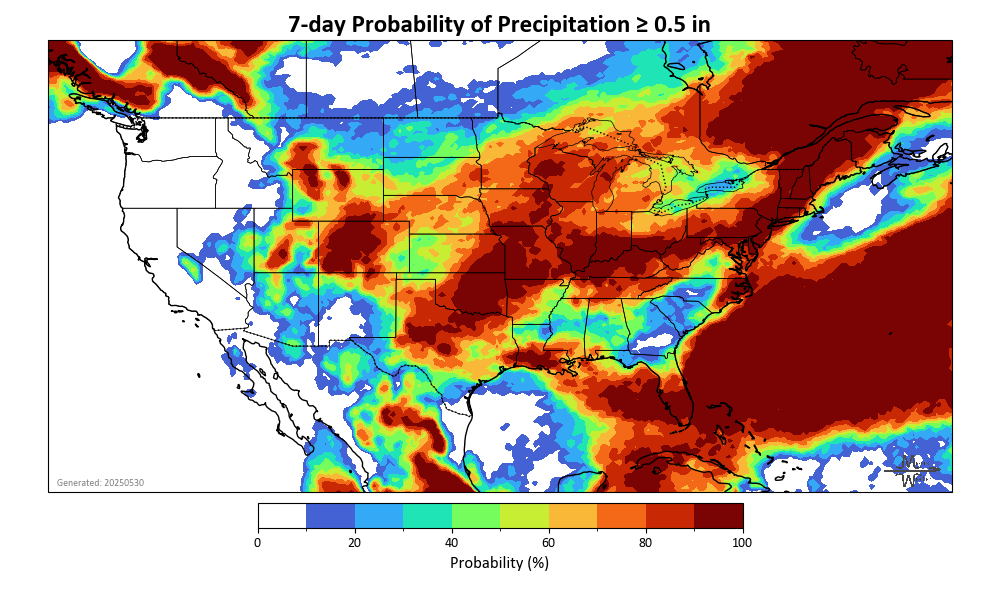 7-day Probability of Precipitation ≥ 0.5 in
Generated: 20250530
0 20 40 60 80 100
Probability (%)